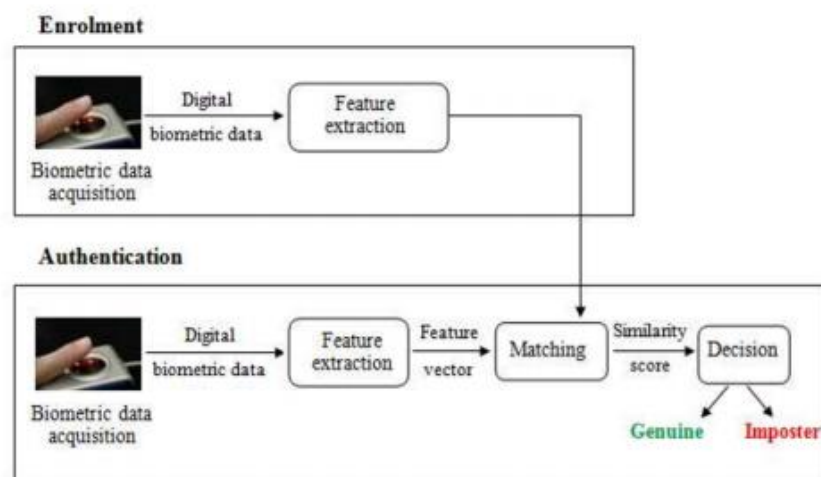 Enrolment
Digital
biometric data
Feature
extraction
Biometric data
acquisition
Authentication
Digital
biometric data
Feature
extraction
Feature
vector
Matching
Similarity
score
Decision
Biometric data
acquisition
Genuine
Imposter